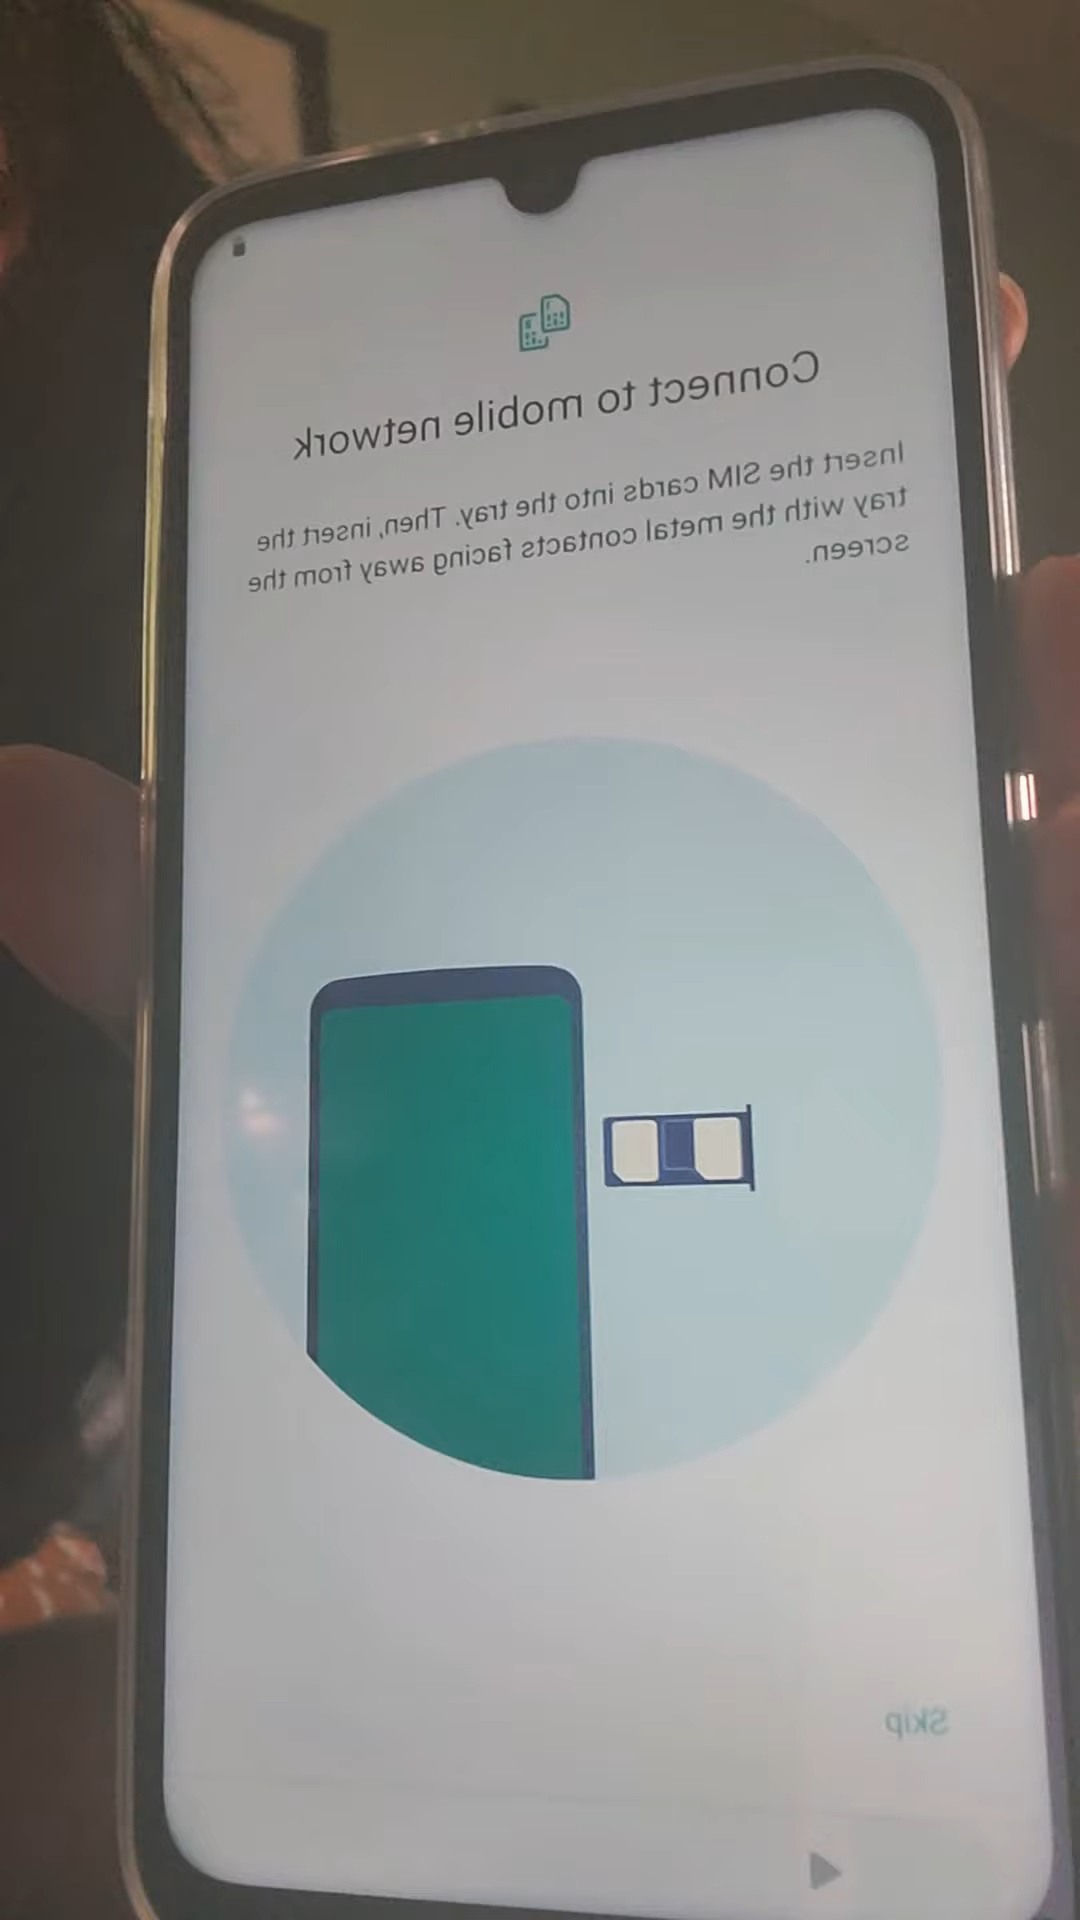 Connect to mobile network
Insert the SIM cards into the tray. Then, insert the
tray with the metal contacts facing away from the
screen.
Skip